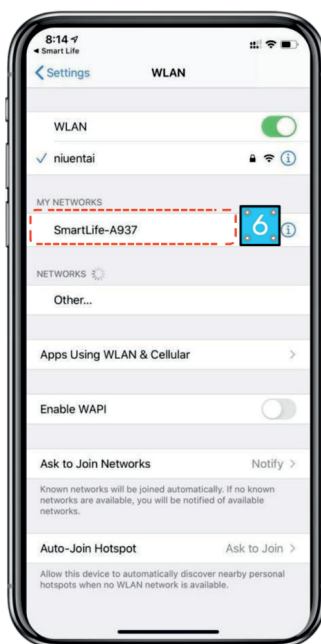 8:14
Smart Life
Settings
WLAN
WLAN
niuentai
MY NETWORKS
SmartLife-A937
6
NETWORKS
Other...
Apps Using WLAN & Cellular
Enable WAPI
Ask to Join Networks
Notify
Known networks will be joined automatically. If no known
networks are available, you will be notified of available
networks.
Auto-Join Hotspot
Ask to Join
Allow this device to automatically discover nearby personal
hotspots when no WLAN network is available.